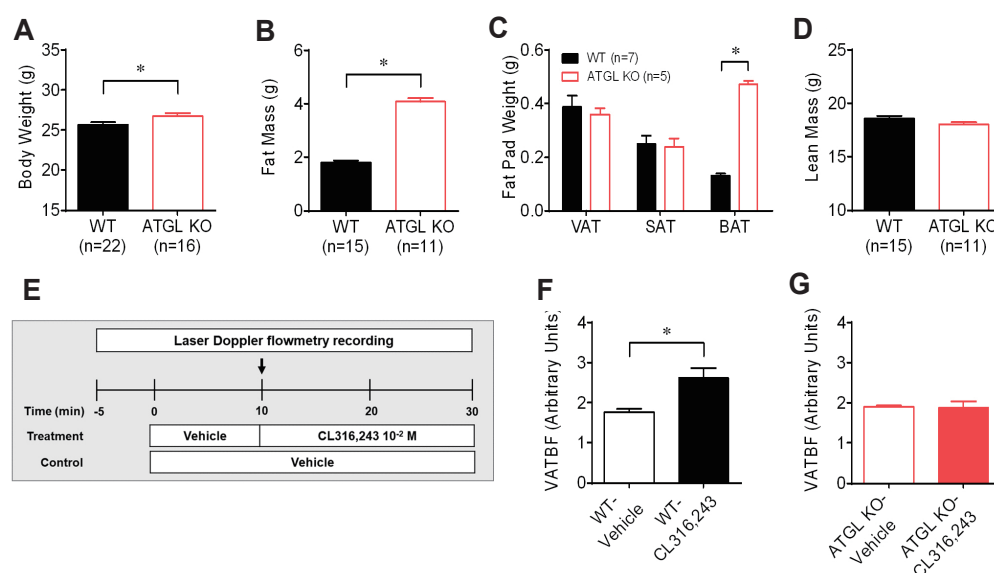 A
Body Weight (g)
35
30
25
20
15
WT
(n=22)
ATGL KO
(n=16)
*
B
Fat Mass (g)
6
4
2
0
WT
(n=15)
ATGL KO
(n=11)
*
C
Fat Pad Weight (g)
0.6
0.4
0.2
0.0
WT (n=7)
ATGL KO (n=5)
*
VAT
SAT
BAT
D
Lean Mass (g)
25
20
15
10
WT
(n=15)
ATGL KO
(n=11)
E
Laser Doppler flowmetry recording
Time (min)
-5
0
10
20
30
Treatment
Vehicle
CL316,243 10-2 M
Control
Vehicle
F
VATBF (Arbitrary Units)
4
3
2
1
0
*
WT-
Vehicle
WT-
CL316,243
G
VATBF (Arbitrary Units)
4
3
2
1
0
ATGL KO-
Vehicle
ATGL KO-
CL316,243